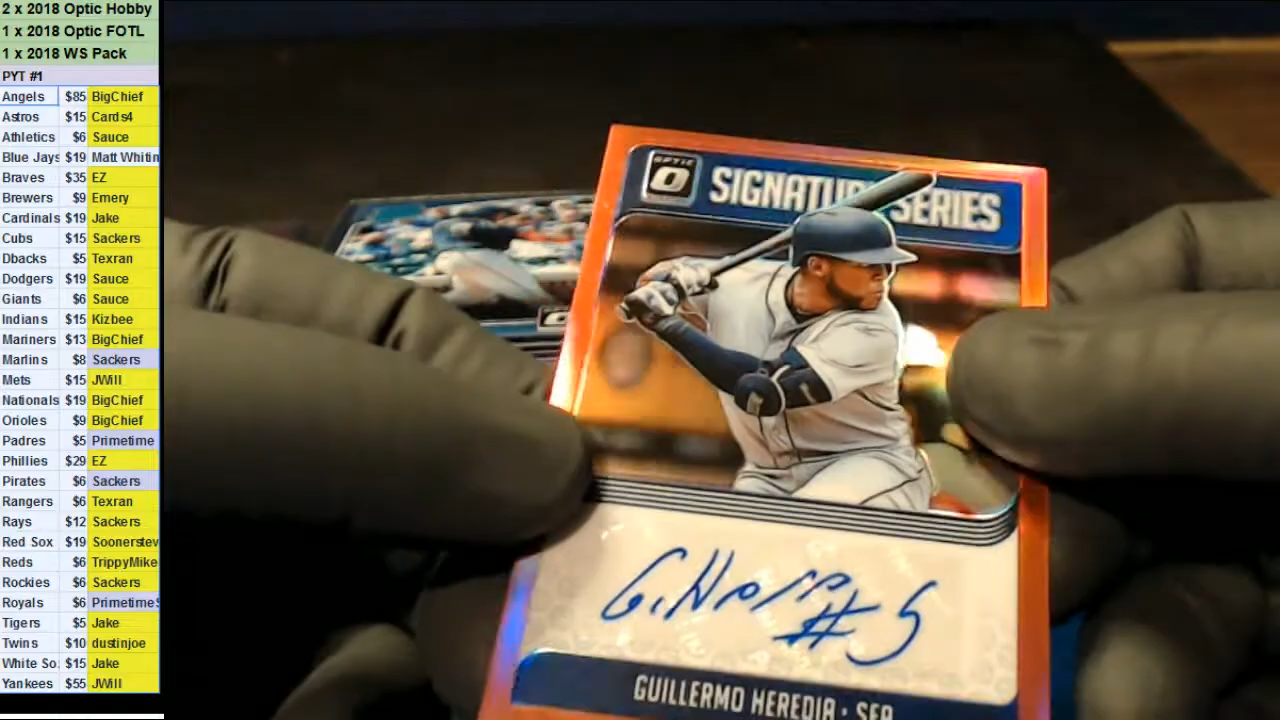 2 x 2018 Optic Hobby
1 x 2018 Optic FOTL
1 x 2018 WS Pack
PYT #1
Angels $85 BigChief
Astros $15 Cards4
Athletics $6 Sauce
Blue Jays $19 Matt Whitin
Braves $35 EZ
Brewers $9 Emery
Cardinals $19 Jake
Cubs $15 Sackers
Dbacks $5 Texran
Dodgers $19 Sauce
Giants $6 Sauce
Indians $15 Kizbee
Mariners $13 BigChief
Marlins $8 Sackers
Mets $15 JWill
Nationals $19 BigChief
Orioles $9 BigChief
Padres $5 Primetime
Phillies $29 EZ
Pirates $6 Sackers
Rangers $6 Texran
Rays $12 Sackers
Red Sox $19 Soonerstev
Reds $6 TrippyMike
Rockies $6 Sackers
Royals $6 PrimetimeS
Tigers $5 Jake
Twins $10 dustinjoe
White So $15 Jake
Yankees $55 JWill
OPTIC
SIGNATURE SERIES
#5
GUILLERMO HEREDIA · SEA